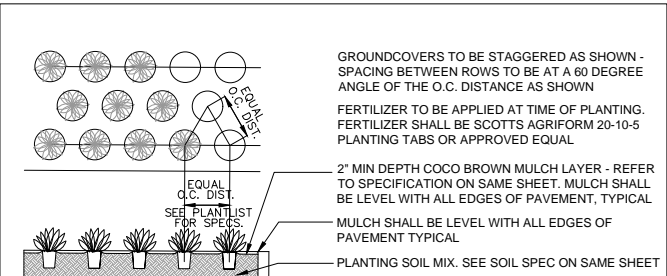 GROUNDCOVERS TO BE STAGGERED AS SHOWN -
SPACING BETWEEN ROWS TO BE AT A 60 DEGREE
ANGLE OF THE O.C. DISTANCE AS SHOWN
FERTILIZER TO BE APPLIED AT TIME OF PLANTING.
FERTILIZER SHALL BE SCOTTS AGRIFORM 20-10-5
PLANTING TABS OR APPROVED EQUAL
EQUAL
O.C. DIST.
2" MIN DEPTH COCO BROWN MULCH LAYER - REFER
TO SPECIFICATION ON SAME SHEET. MULCH SHALL
BE LEVEL WITH ALL EDGES OF PAVEMENT, TYPICAL
EQUAL
O.C. DIST.
SEE PLANTLIST
FOR SPECS.
MULCH SHALL BE LEVEL WITH ALL EDGES OF
PAVEMENT TYPICAL
PLANTING SOIL MIX. SEE SOIL SPEC ON SAME SHEET